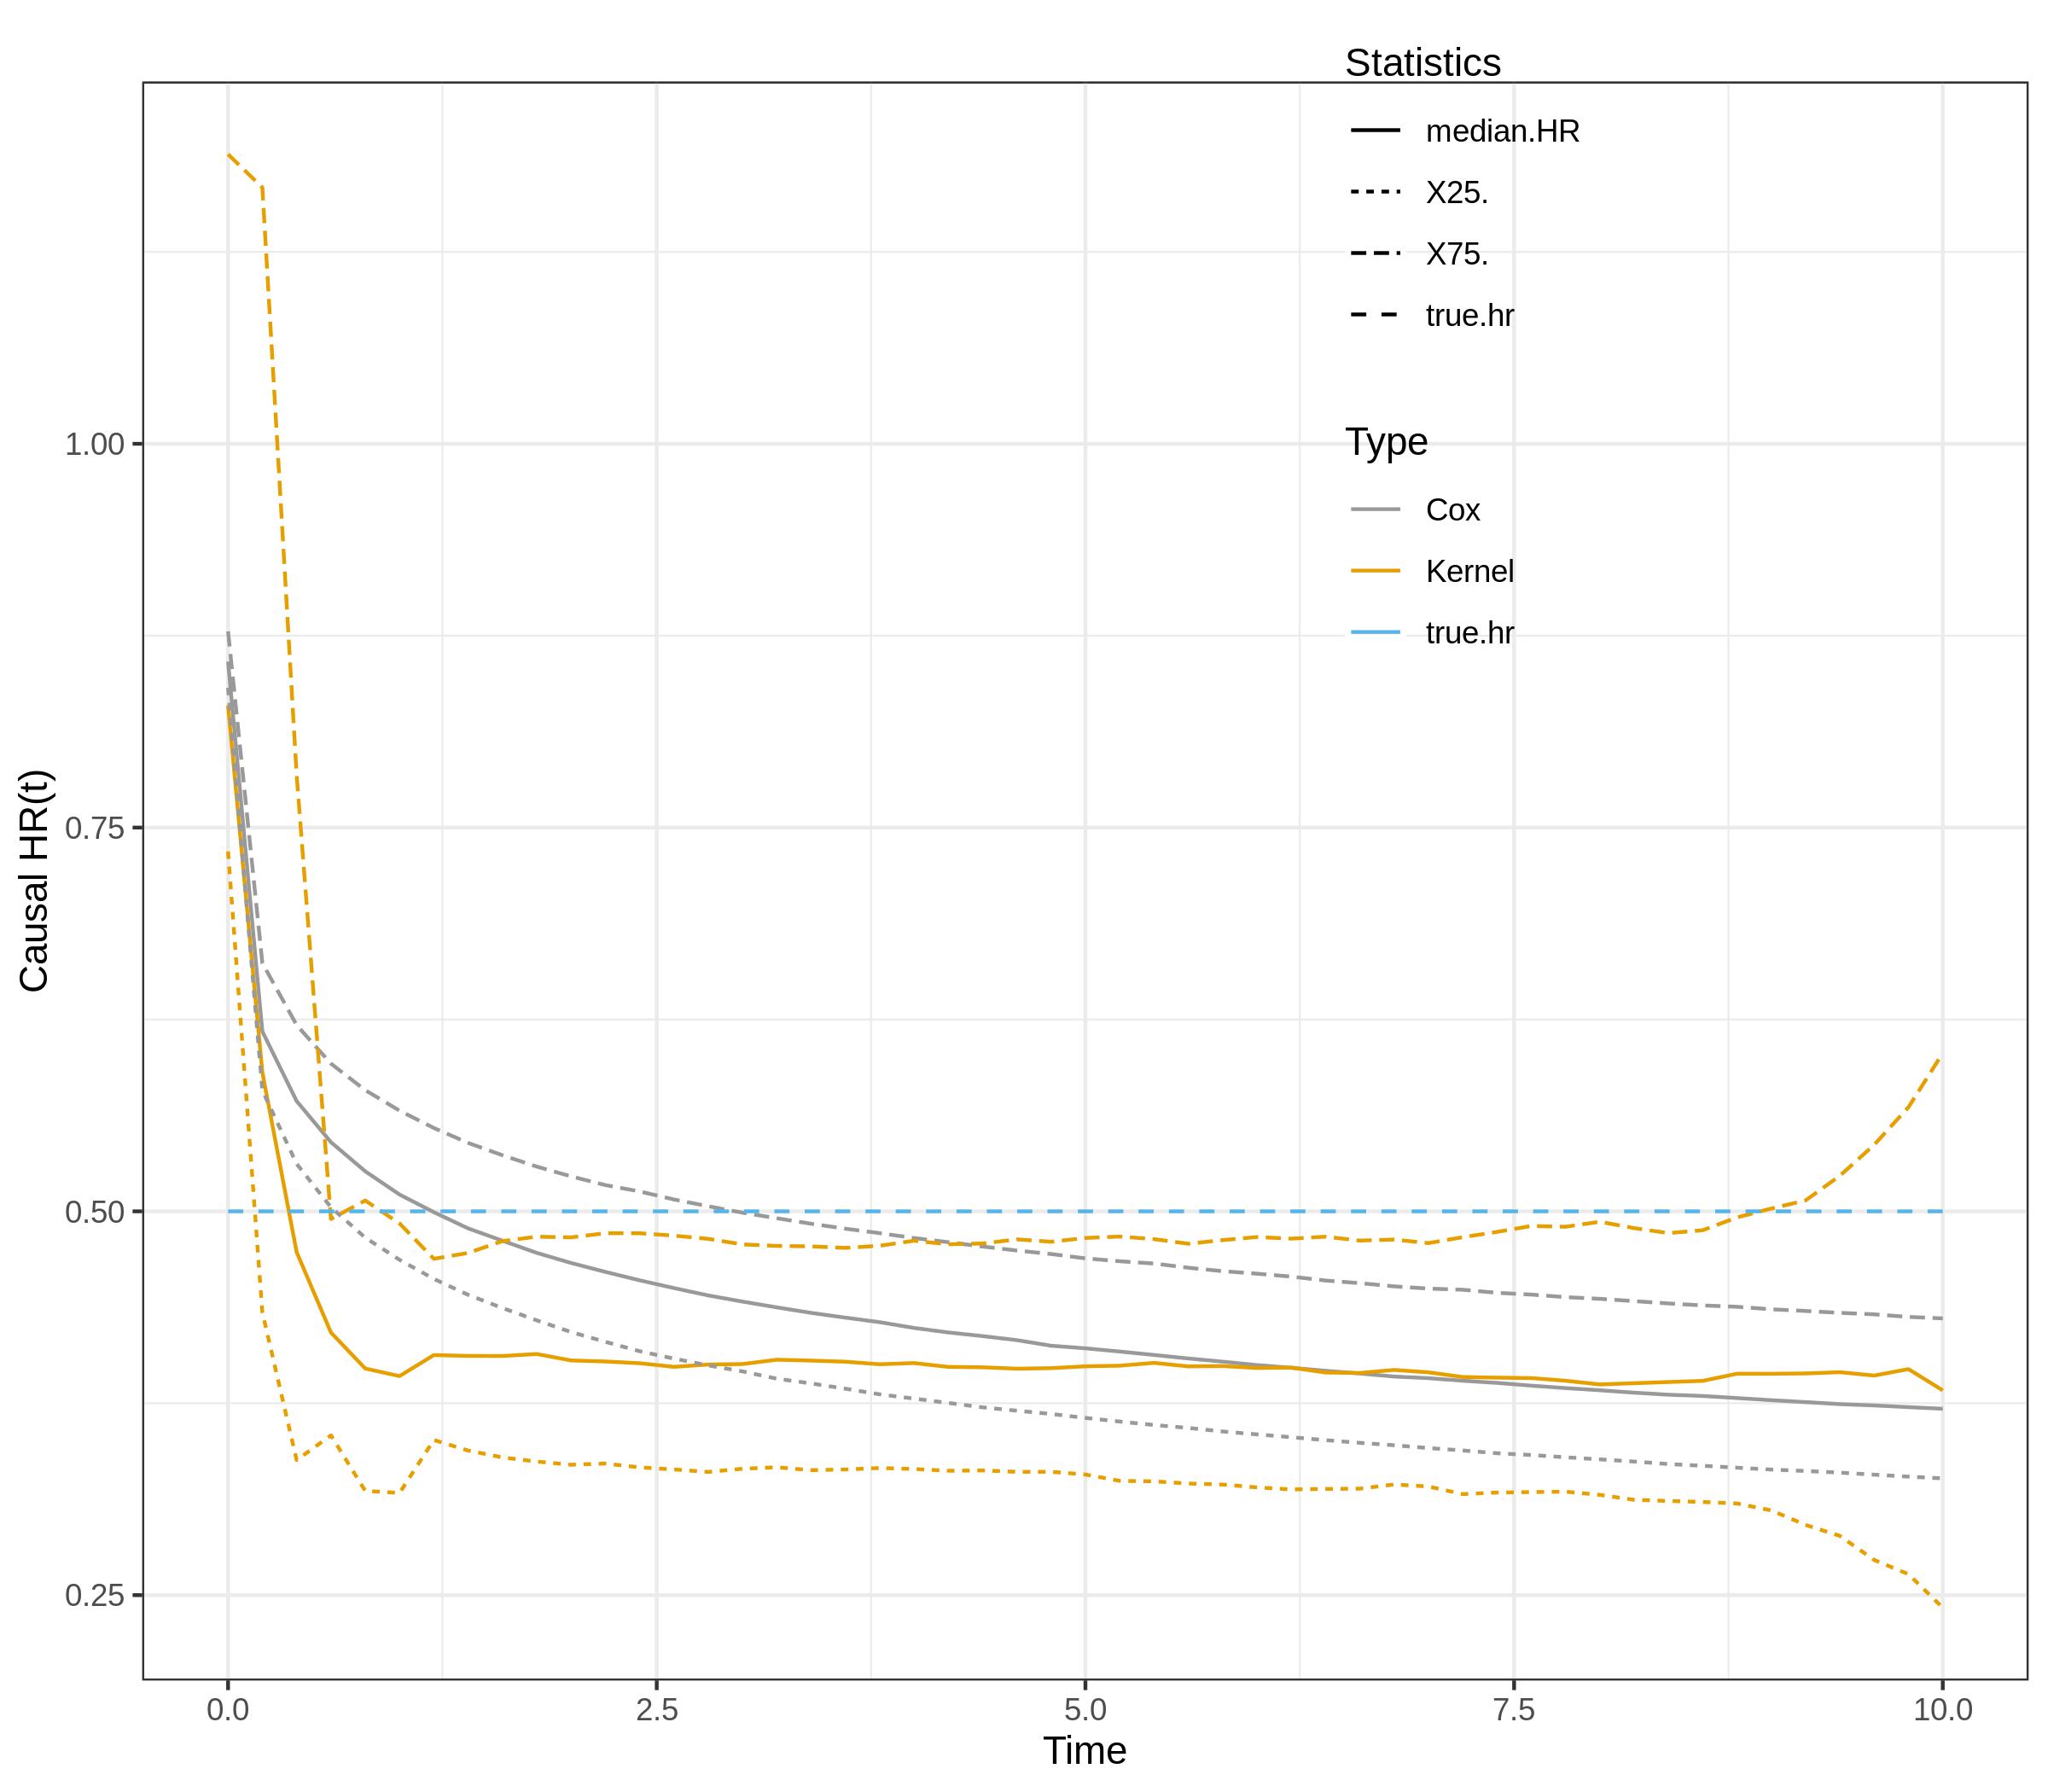 Statistics
median.HR
X25.
X75.
true.hr
Type
Cox
Kernel
true.hr
Causal HR(t)
1.00
0.75
0.50
0.25
0.0
2.5
5.0
7.5
10.0
Time